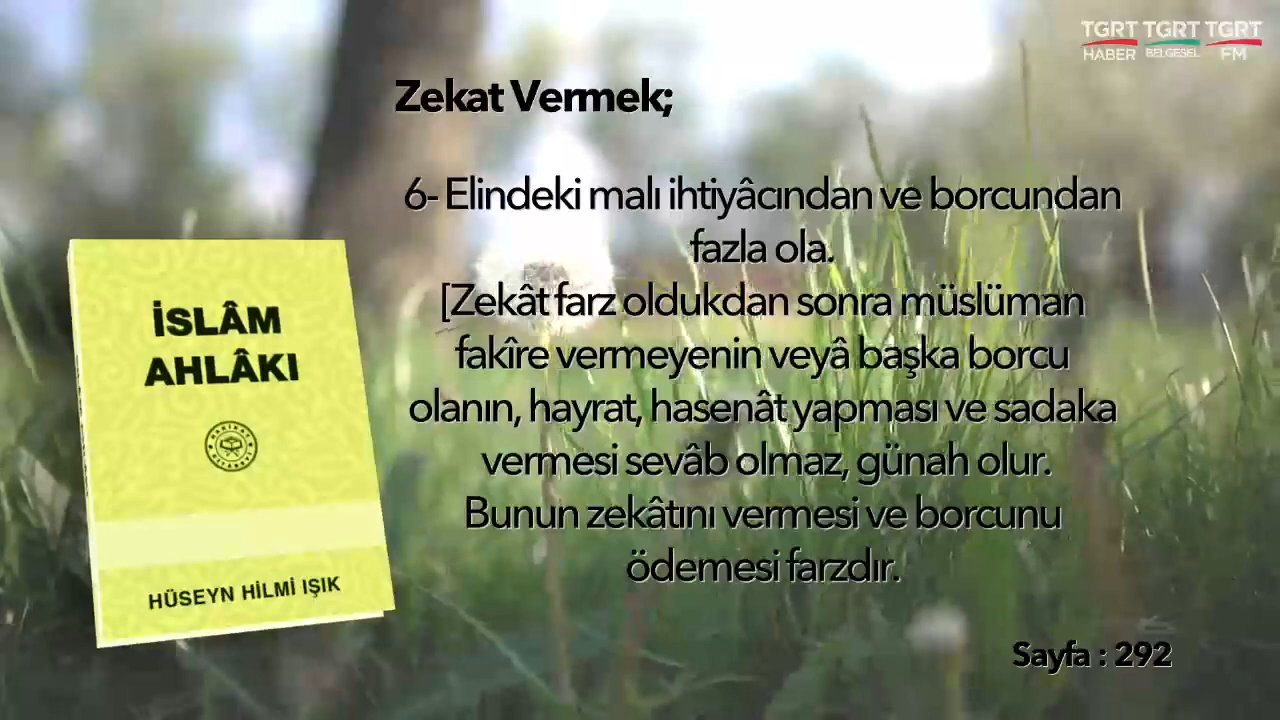 TGRT TGRT TGRT
HABER BELGESEL FM
Zekat Vermek;
6- Elindeki malı ihtiyâcından ve borcundan
fazla ola.
[Zekât farz oldukdan sonra müslüman
fakîre vermeyenin veyâ başka borcu
olanın, hayrat, hasenât yapması ve sadaka
vermesi sevâb olmaz, günah olur.
Bunun zekâtını vermesi ve borcunu
ödemesi farzdır.
İSLÂM
AHLÂKI
HÜSEYN HİLMİ IŞIK
Sayfa : 292